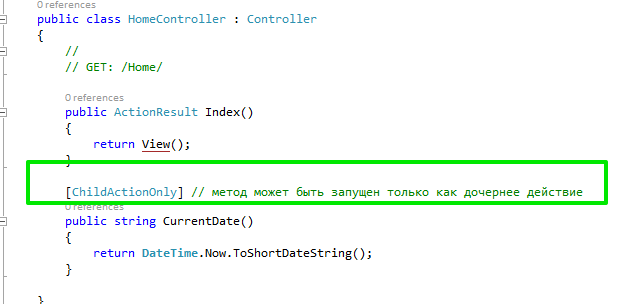 0 references
public class HomeController : Controller
{
//
// GET: /Home/
0 references
public ActionResult Index()
{
return View();
}
[ChildActionOnly] // метод может быть запущен только как дочернее действие
0 references
public string CurrentDate()
{
return DateTime.Now.ToShortDateString();
}
}